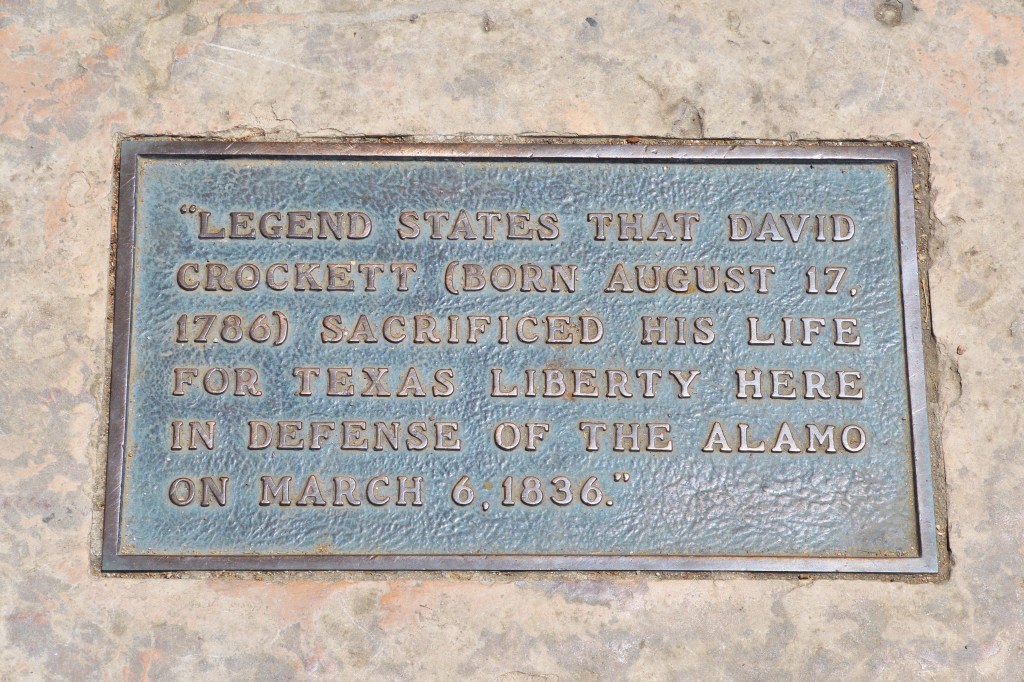 "LEGEND STATES THAT DAVID
CROCKETT (BORN AUGUST 17,
1786) SACRIFICED HIS LIFE
FOR TEXAS LIBERTY HERE
IN DEFENSE OF THE ALAMO
ON MARCH 6, 1836."